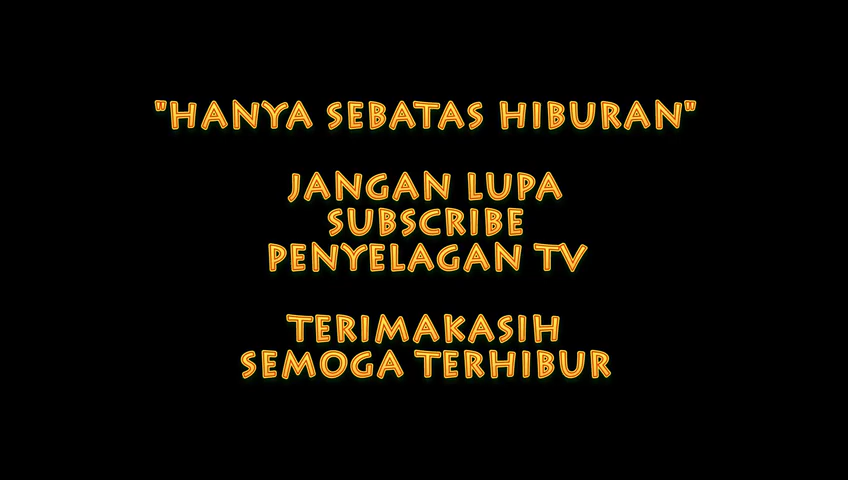 "HANYA SEBATAS HIBURAN"
JANGAN LUPA
SUBSCRIBE
PENYELAGAN TV
TERIMAKASIH
SEMOGA TERHIBUR